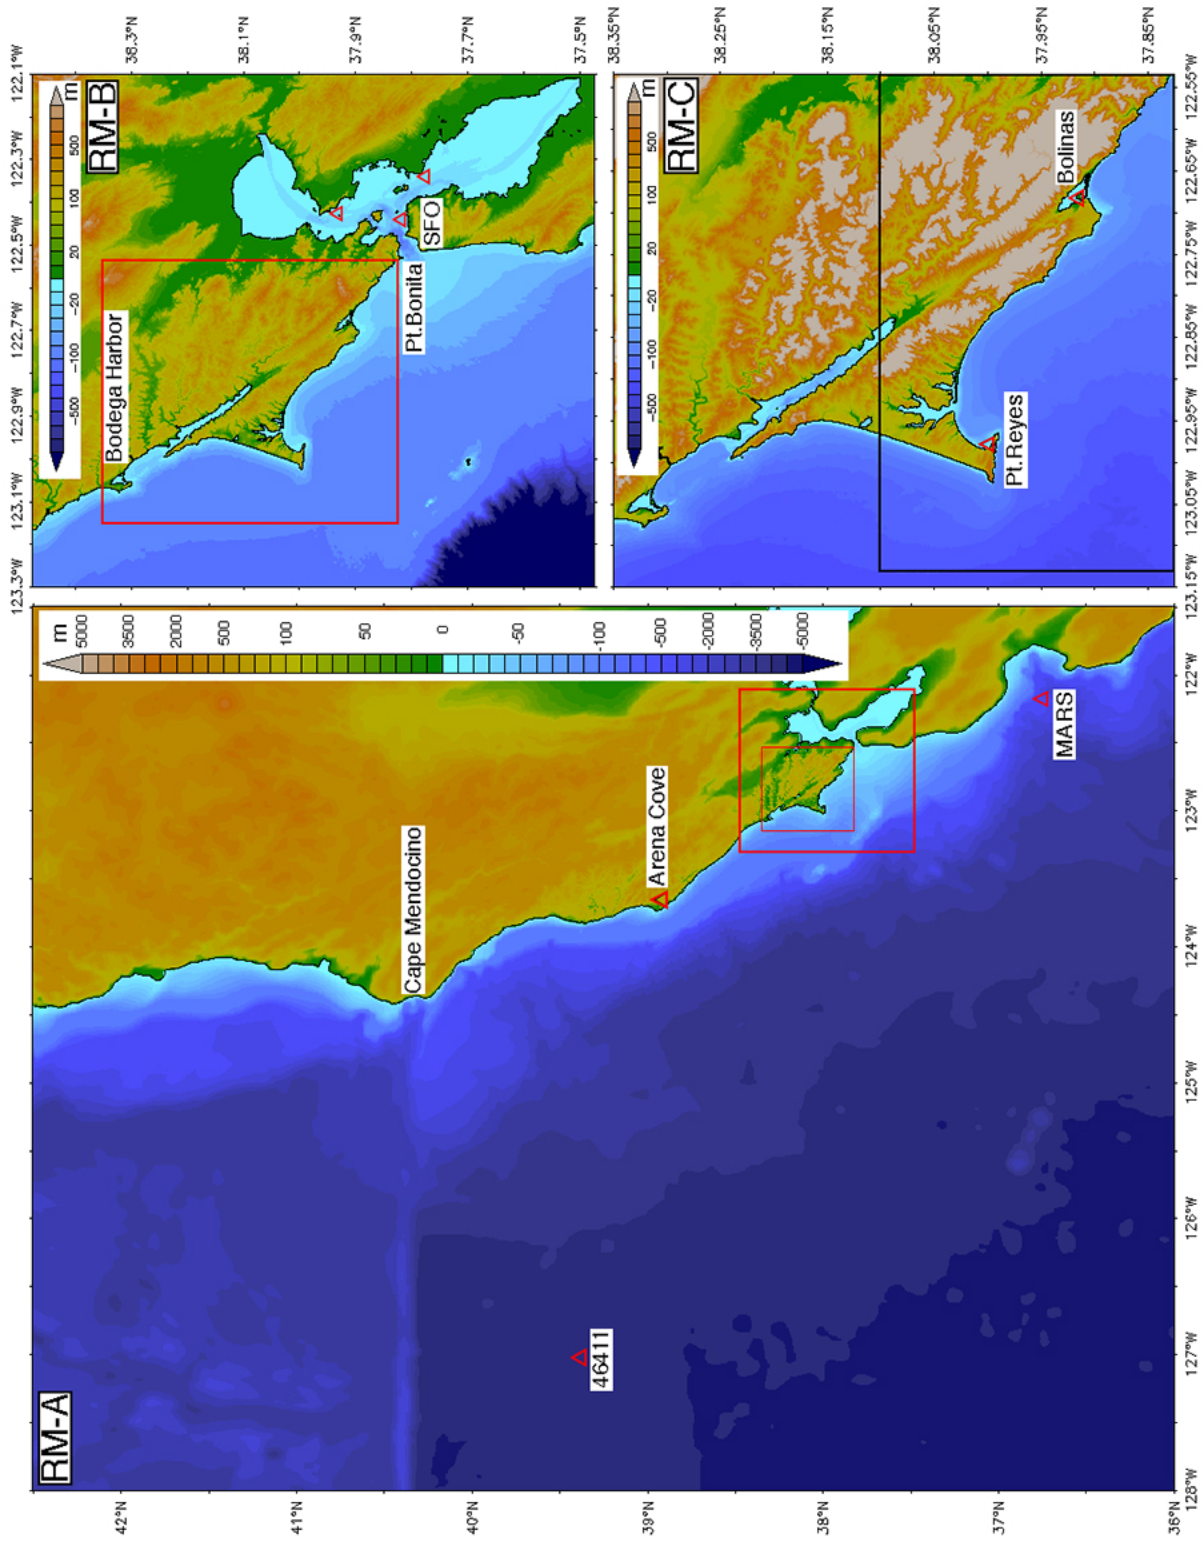 RM-A
42°N
41°N
40°N
39°N
38°N
37°N
36°N
128°W
127°W
126°W
125°W
124°W
123°W
122°W
Cape Mendocino
Arena Cove
46411
MARS
m
5000
3500
2000
500
100
50
0
-50
-100
-500
-2000
-3500
-5000
123.3°W
123.1°W
122.9°W
122.7°W
122.5°W
122.3°W
122.1°W
-500
-100
-20
20
100
500
m
RM-B
Bodega Harbor
Pt.Bonita
SFO
38.3°N
38.1°N
37.9°N
37.7°N
37.5°N
-500
-100
-20
20
100
500
m
RM-C
Pt.Reyes
Bolinas
38.35°N
38.25°N
38.15°N
38.05°N
37.95°N
37.85°N
123.15°W
123.05°W
122.95°W
122.85°W
122.75°W
122.65°W
122.55°W